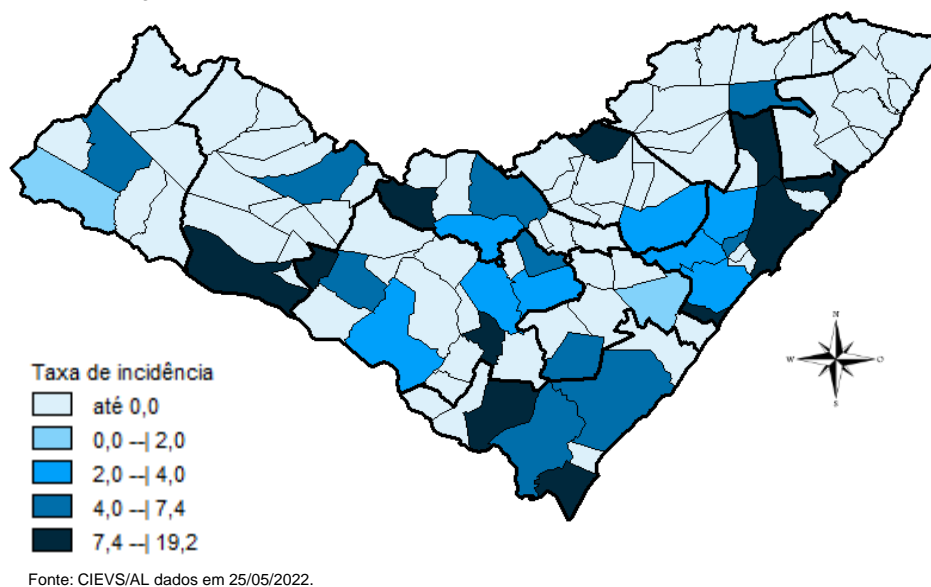 N
W
O
S
Taxa de incidência
até 0,0
0,0 --| 2,0
2,0 --| 4,0
4,0 --| 7,4
7,4 --| 19,2
Fonte: CIEVS/AL dados em 25/05/2022.